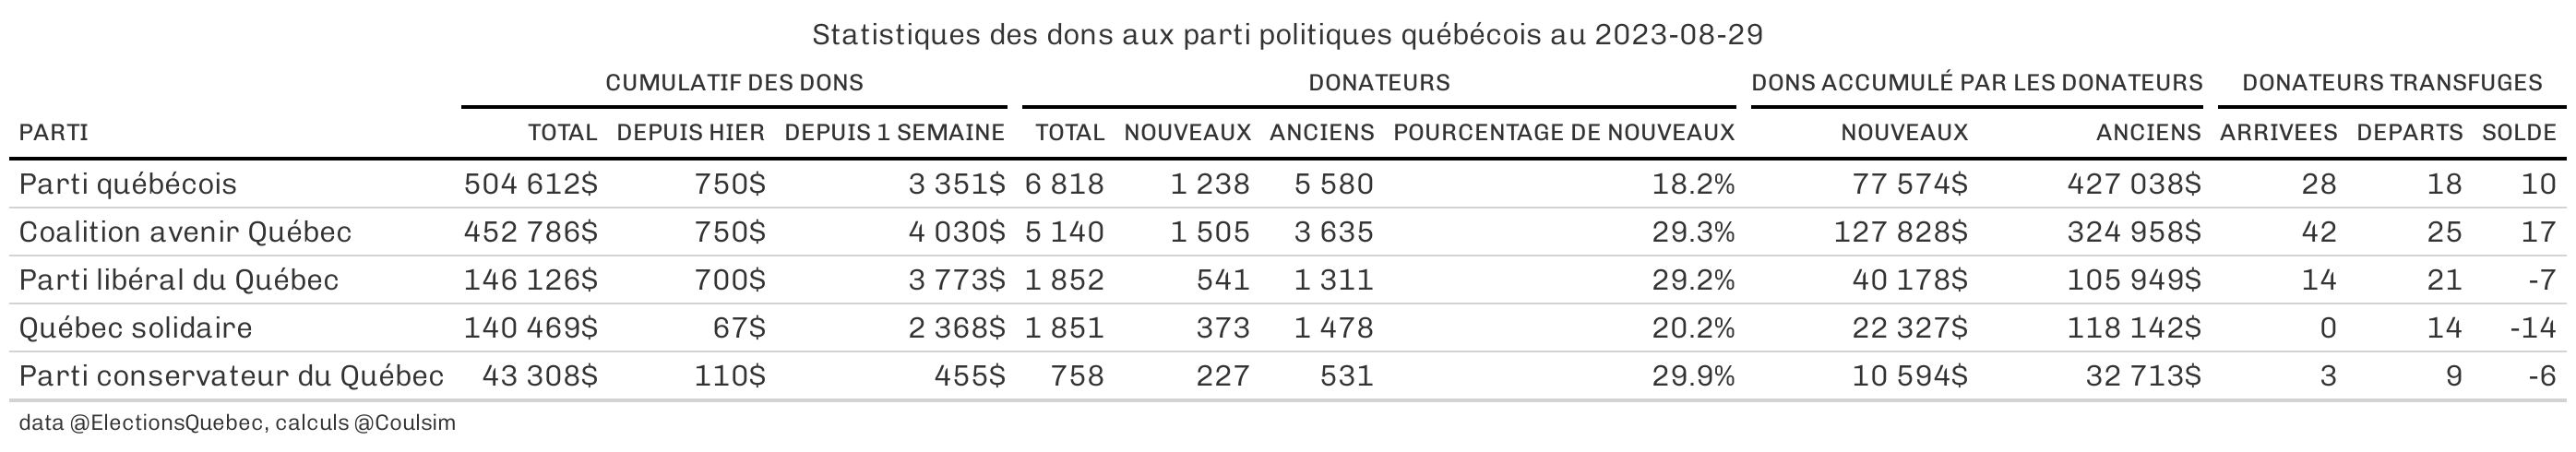 Statistiques des dons aux parti politiques québécois au 2023-08-29
CUMULATIF DES DONS DONATEURS DONS ACCUMULÉ PAR LES DONATEURS DONATEURS TRANSFUGES
PARTI TOTAL DEPUIS HIER DEPUIS 1 SEMAINE TOTAL NOUVEAUX ANCIENS POURCENTAGE DE NOUVEAUX NOUVEAUX ANCIENS ARRIVEES DEPARTS SOLDE
Parti québécois 504 612$ 750$ 3 351$ 6 818 1 238 5 580 18.2% 77 574$ 427 038$ 28 18 10
Coalition avenir Québec 452 786$ 750$ 4 030$ 5 140 1 505 3 635 29.3% 127 828$ 324 958$ 42 25 17
Parti libéral du Québec 146 126$ 700$ 3 773$ 1 852 541 1 311 29.2% 40 178$ 105 949$ 14 21 -7
Québec solidaire 140 469$ 67$ 2 368$ 1 851 373 1 478 20.2% 22 327$ 118 142$ 0 14 -14
Parti conservateur du Québec 43 308$ 110$ 455$ 758 227 531 29.9% 10 594$ 32 713$ 3 9 -6
data @ElectionsQuebec, calculs @Coulsim